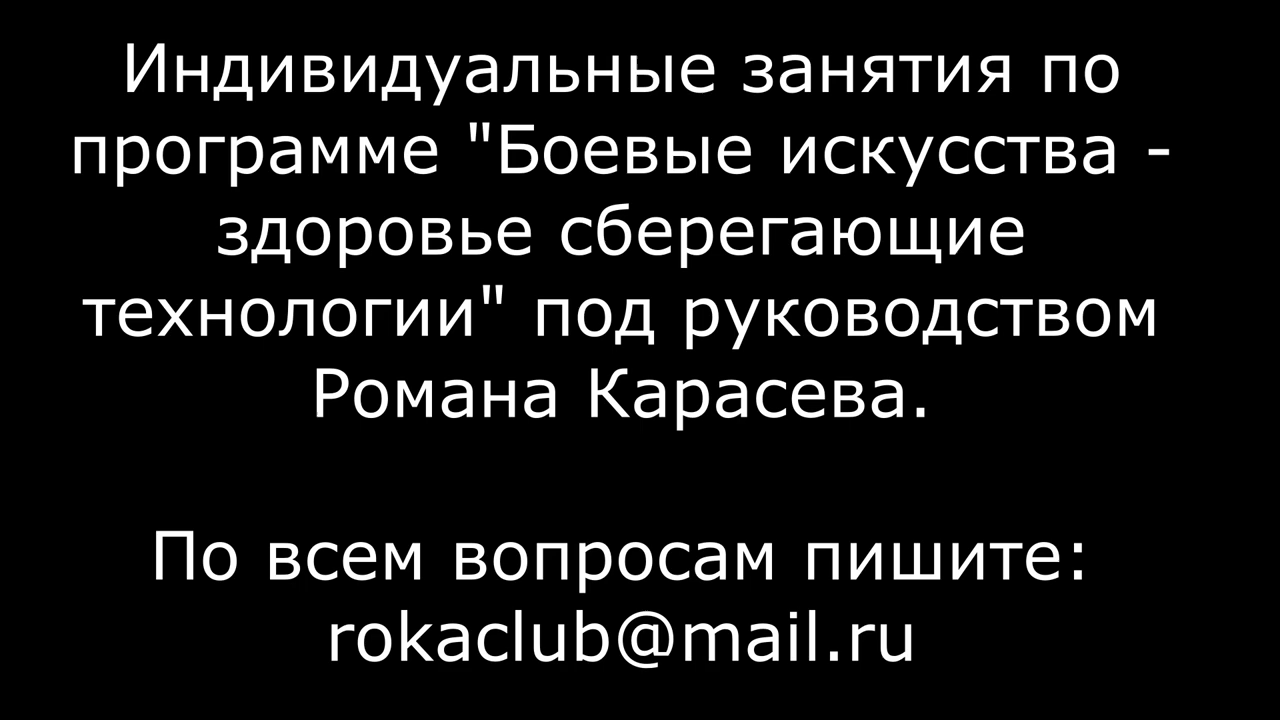 Индивидуальные занятия по
программе "Боевые искусства -
здоровье сберегающие
технологии" под руководством
Романа Карасева.
По всем вопросам пишите:
rokaclub@mail.ru